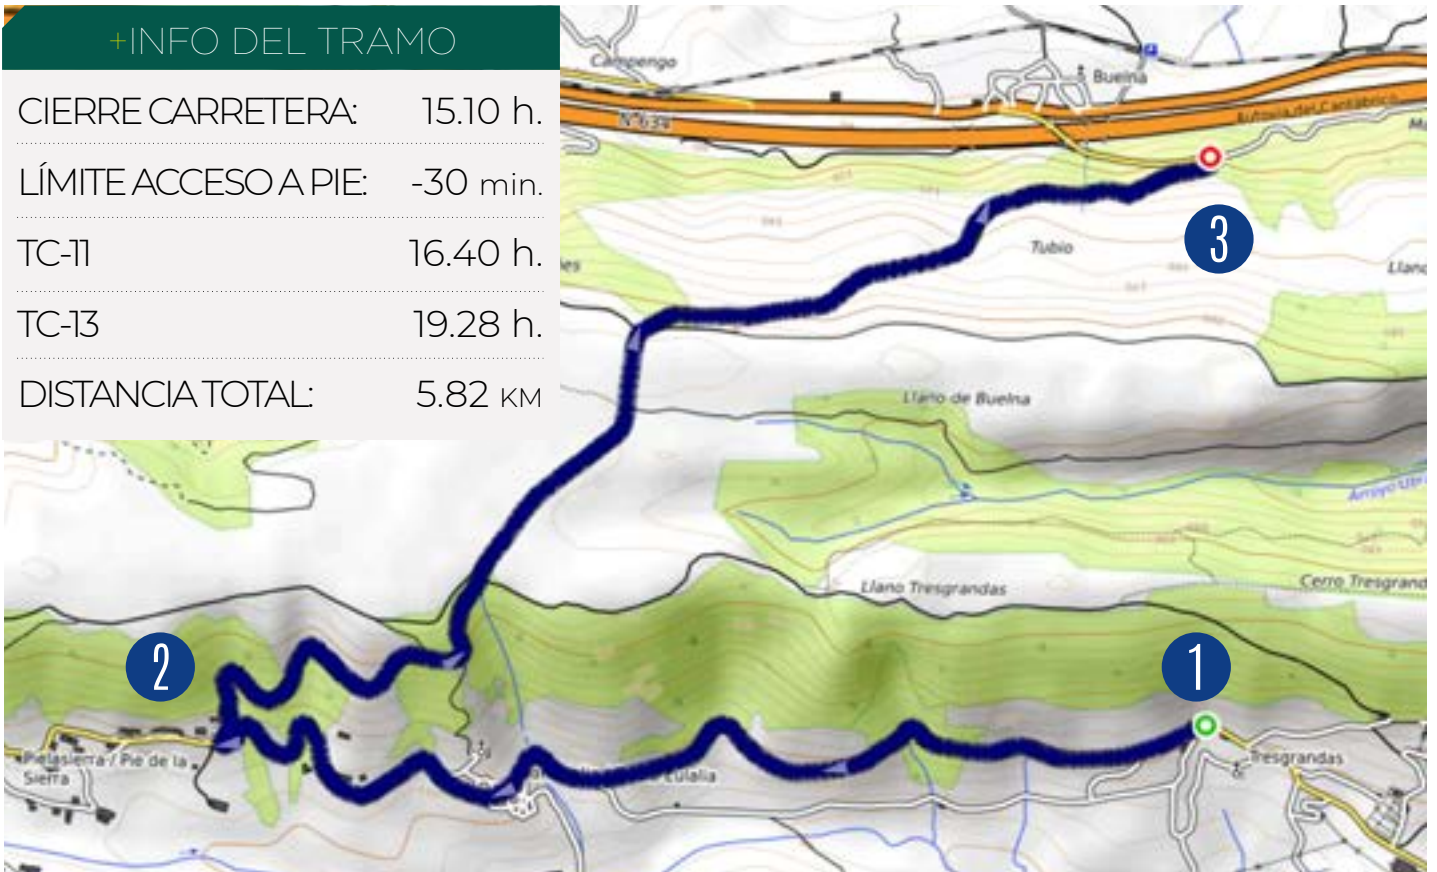 +INFO DEL TRAMO
CIERRE CARRETERA: 15.10 h.
LÍMITE ACCESO A PIE: -30 min.
TC-11 16.40 h.
TC-13 19.28 h.
DISTANCIA TOTAL: 5.82 KM
Campengo
Buelna
N-634
Autovía del Cantábrico
3
Tubio
Llano de Buelna
Arroyo
Llano Tresgrandas
Cerro Tresgrand
2
1
Pielasierra / Pie de la
Sierra
Eulalia
Tresgrandas